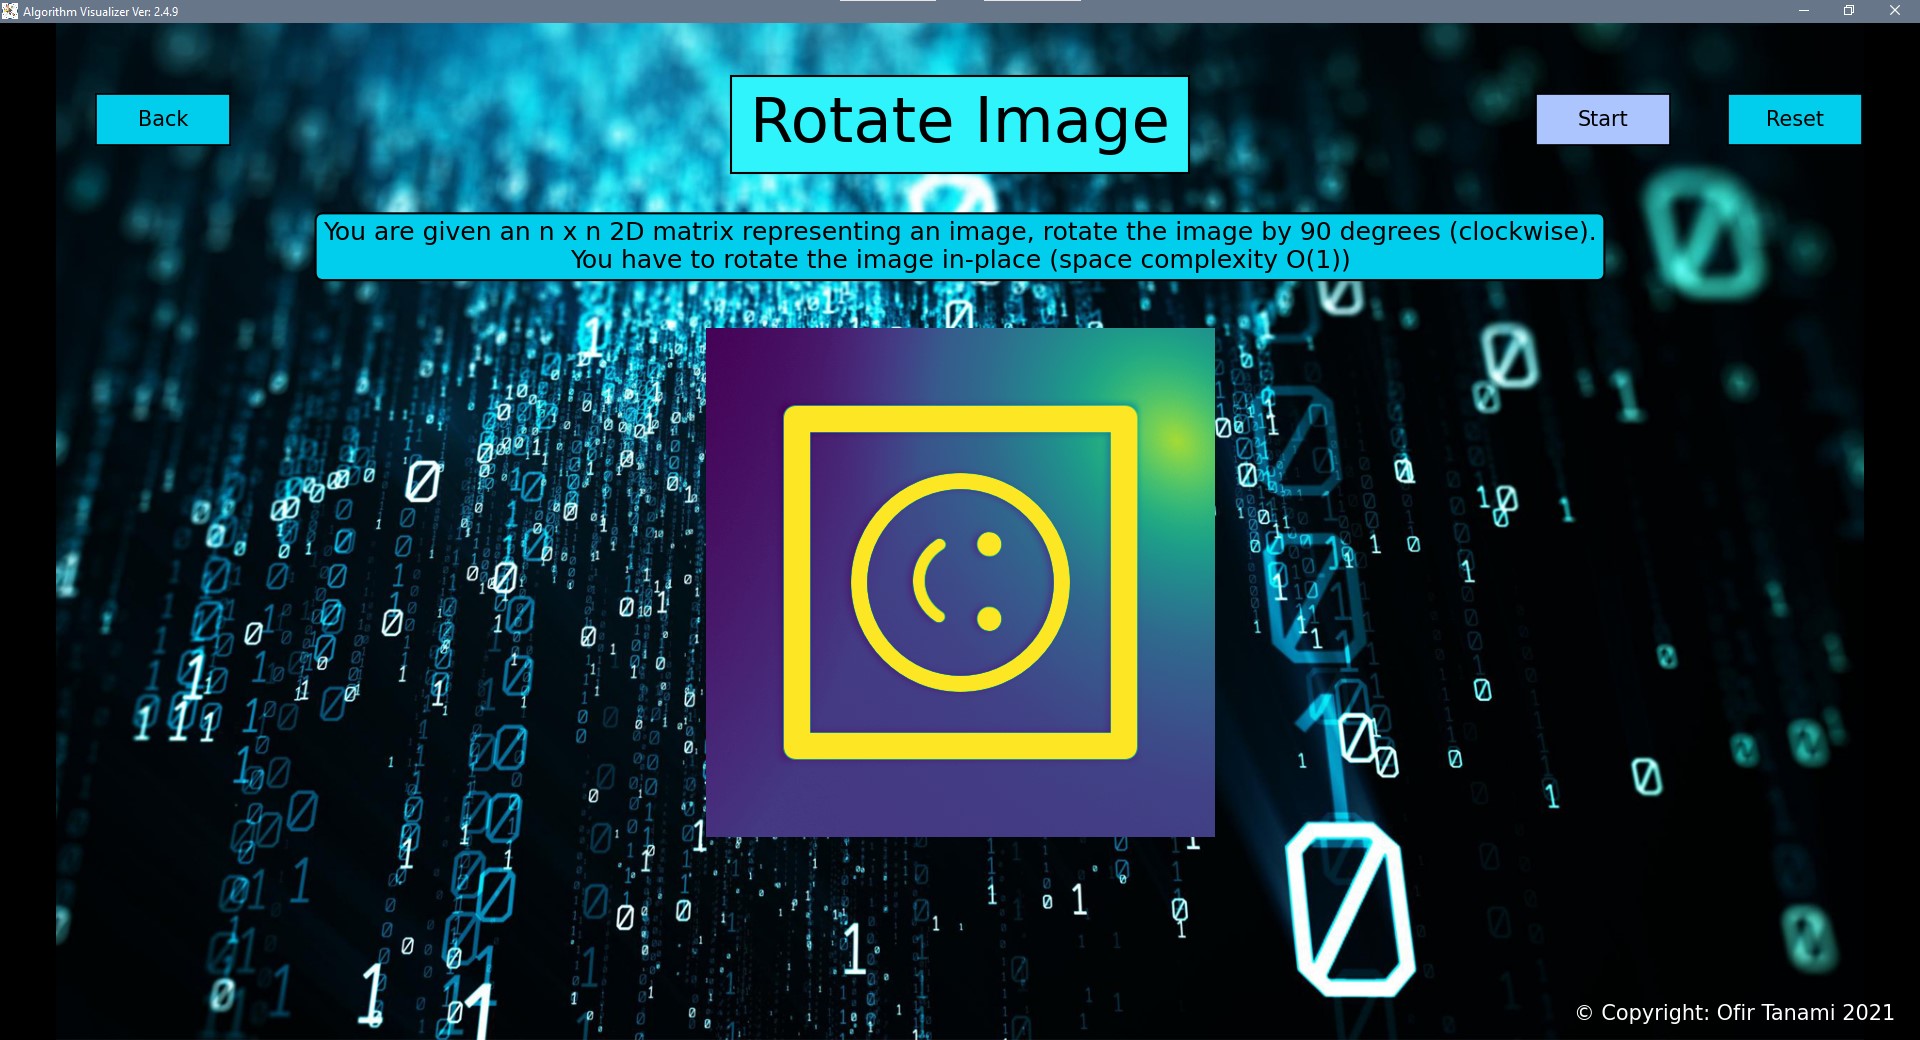 Algorithm Visualizer Ver: 2.4.9
Back
Rotate Image
Start
Reset
You are given an n x n 2D matrix representing an image, rotate the image by 90 degrees (clockwise).
You have to rotate the image in-place (space complexity O(1))
© Copyright: Ofir Tanami 2021